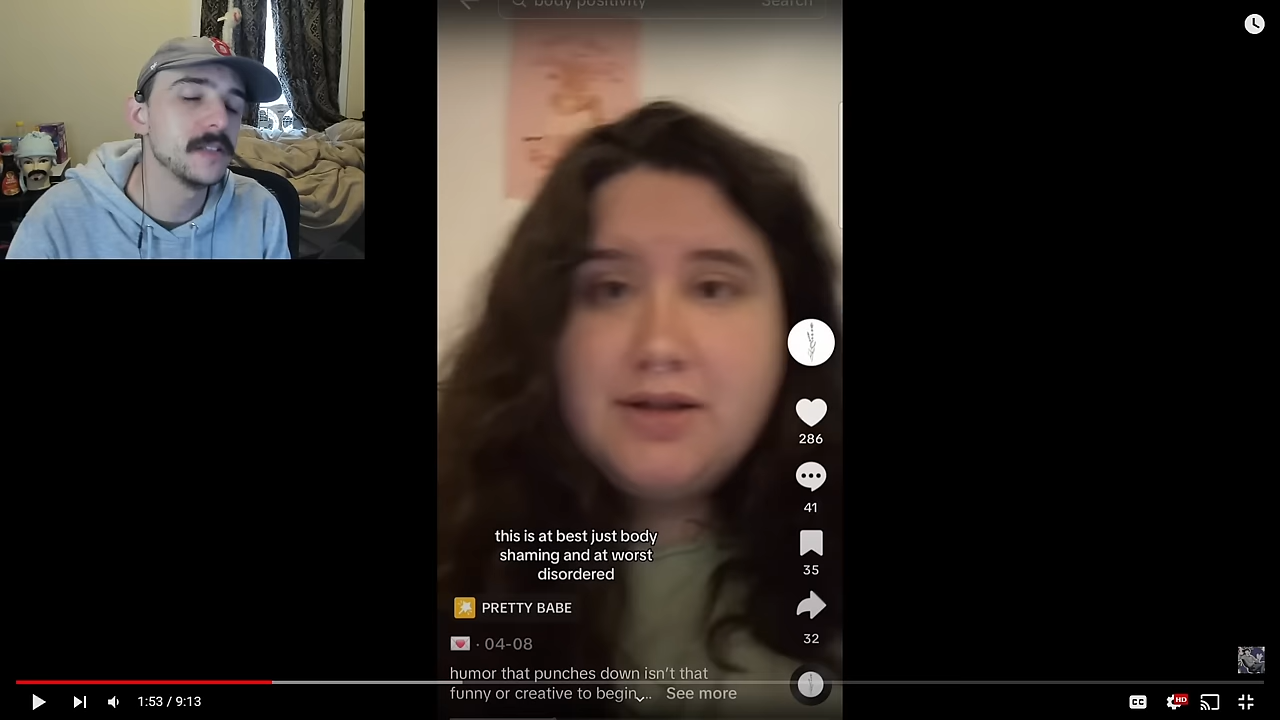 body positivity
Search
this is at best just body
shaming and at worst
disordered
PRETTY BABE
· 04-08
humor that punches down isn't that
funny or creative to begin... See more
286
41
35
32
1:53 / 9:13
CC
HD